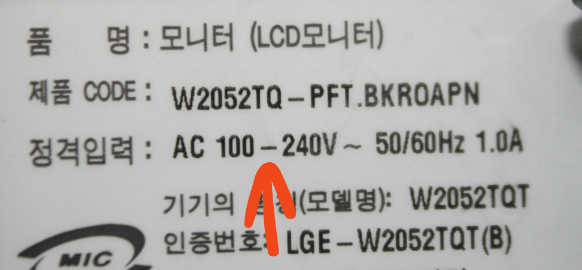 품 명 : 모니터 (LCD모니터)
제품 CODE : W2052TQ-PFT.BKROAPN
정격입력 : AC 100-240V~ 50/60Hz 1.0A
기기의 (모델명): W2052TQT
인증번호: LGE-W2052TQT(B)
MIC